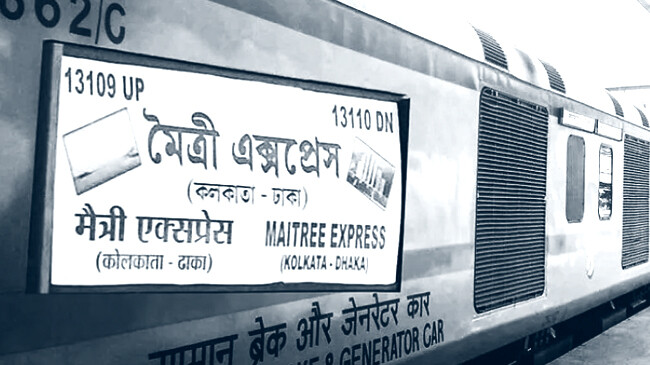 662/C
13109 UP
13110 DN
মৈত্রী এক্সপ্রেস
(কলকাতা - ঢাকা)
मैत्री एक्सप्रेस
(कोलकाता - ढाका)
MAITREE EXPRESS
(KOLKATA - DHAKA)
सामान ब्रेक और जेनरेटर कार
& GENERATOR CAR